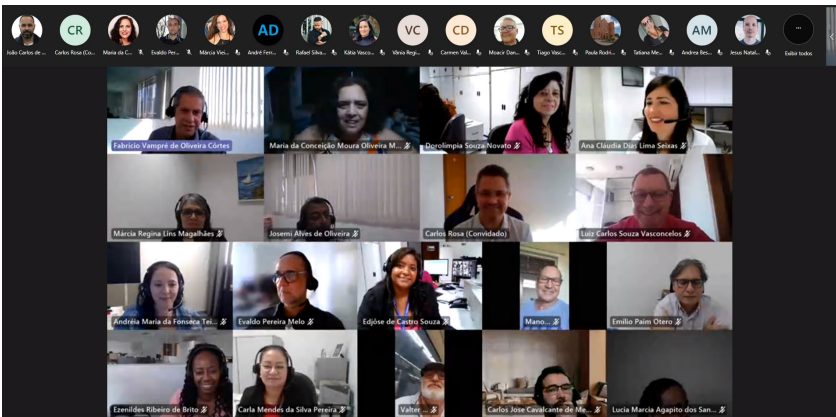 CR
AD
VC
CD
TS
AM
João Carlos de ...
Carlos Rosa (Co...
Maria da C...
Evaldo Per...
Márcia Viei...
André Ferr...
Rafael Silva...
Kátia Vasco...
Vânia Regi...
Carmen Val...
Moacir Dan...
Tiago Vasc...
Paula Rodri...
Tatiana Me...
Andrea Bes...
Jesus Natal...
Exibir todos
Fabrício Vampré de Oliveira Côrtes
Maria da Conceição Moura Oliveira M...
Dorolímpia Souza Novato
Ana Cláudia Dias Lima Seixas
Márcia Regina Lins Magalhães
Josemi Alves de Oliveira
Carlos Rosa (Convidado)
Luiz Carlos Souza Vasconcelos
Andréia Maria da Fonseca Tei...
Evaldo Pereira Melo
Edjôse de Castro Souza
Mano...
Emílio Paim Otero
Ezenildes Ribeiro de Brito
Carla Mendes da Silva Pereira
Valter ...
Carlos Jose Cavalcante de Me...
Lucia Marcia Agapito dos San...